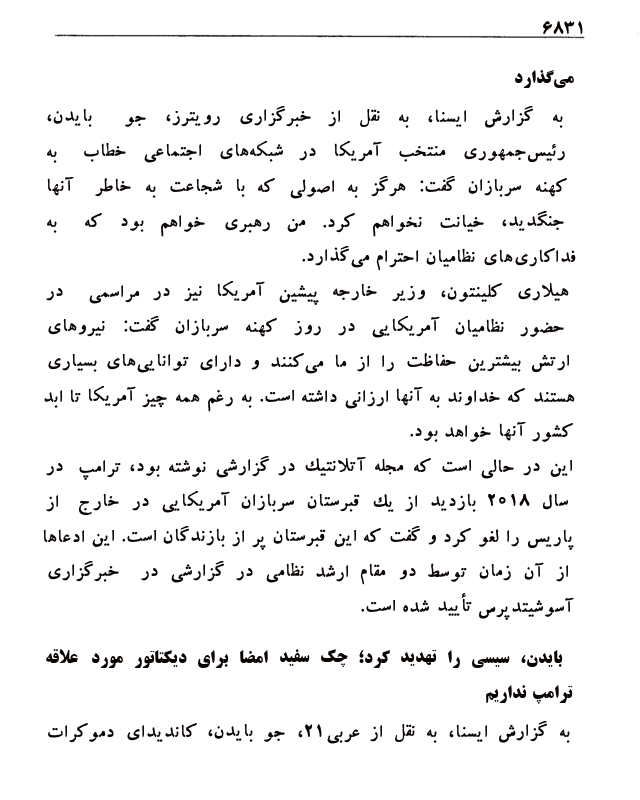 ۶۸۳۱
می‌گذارد
به گزارش ایسنا، به نقل از خبرگزاری رویترز، جو بایدن،
رئیس‌جمهوری منتخب آمریکا در شبکه‌های اجتماعی خطاب به
کهنه سربازان گفت: هرگز به اصولی که با شجاعت به خاطر آنها
جنگدید، خیانت نخواهم کرد. من رهبری خواهم بود که به
فداکاری‌های نظامیان احترام می‌گذارد.
هیلاری کلینتون، وزیر خارجه پیشین آمریکا نیز در مراسمی در
حضور نظامیان آمریکایی در روز کهنه سربازان گفت: نیروهای
ارتش بیشترین حفاظت را از ما می‌کنند و دارای توانایی‌های بسیاری
هستند که خداوند به آنها ارزانی داشته است. به رغم همه چیز آمریکا تا ابد
کشور آنها خواهد بود.
این در حالی است که مجله آتلانتیك در گزارشی نوشته بود، ترامپ در
سال ۲۰۱۸ بازدید از یك قبرستان سربازان آمریکایی در خارج از
پاریس را لغو کرد و گفت که این قبرستان پر از بازندگان است. این ادعاها
از آن زمان توسط دو مقام ارشد نظامی در گزارشی در خبرگزاری
آسوشیتدپرس تأیید شده است.
بایدن، سیسی را تهدید کرد؛ چک سفید امضا برای دیکتاتور مورد علاقه
ترامپ نداریم
به گزارش ایسنا، به نقل از عربی۲۱، جو بایدن، کاندیدای دموکرات